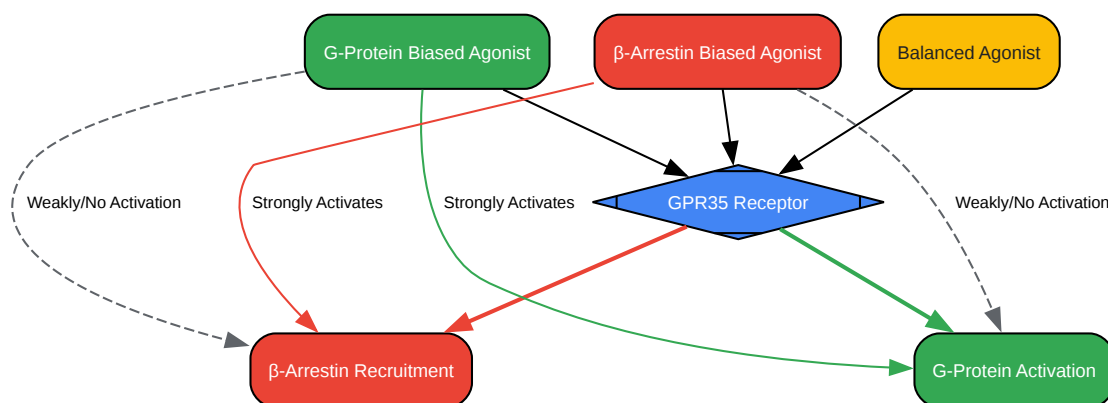 G-Protein Biased Agonist
β-Arrestin Biased Agonist
Balanced Agonist
Weakly/No Activation
Strongly Activates
Strongly Activates
GPR35 Receptor
Weakly/No Activation
β-Arrestin Recruitment
G-Protein Activation